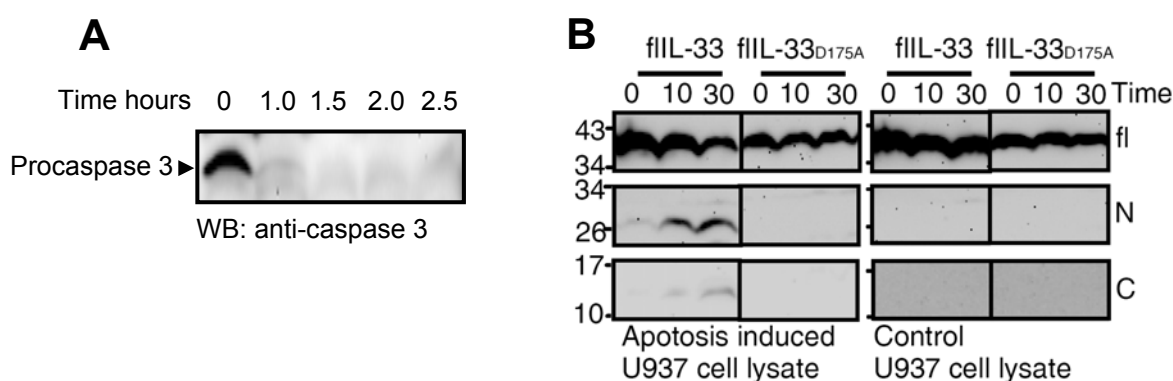 A
Time hours 0 1.0 1.5 2.0 2.5
Procaspase 3
WB: anti-caspase 3
B
flIL-33 flIL-33D175A flIL-33 flIL-33D175A
0 10 30 0 10 30 0 10 30 0 10 30 Time
43
34
fl
34
26
N
17
10
C
Apotosis induced
U937 cell lysate
Control
U937 cell lysate